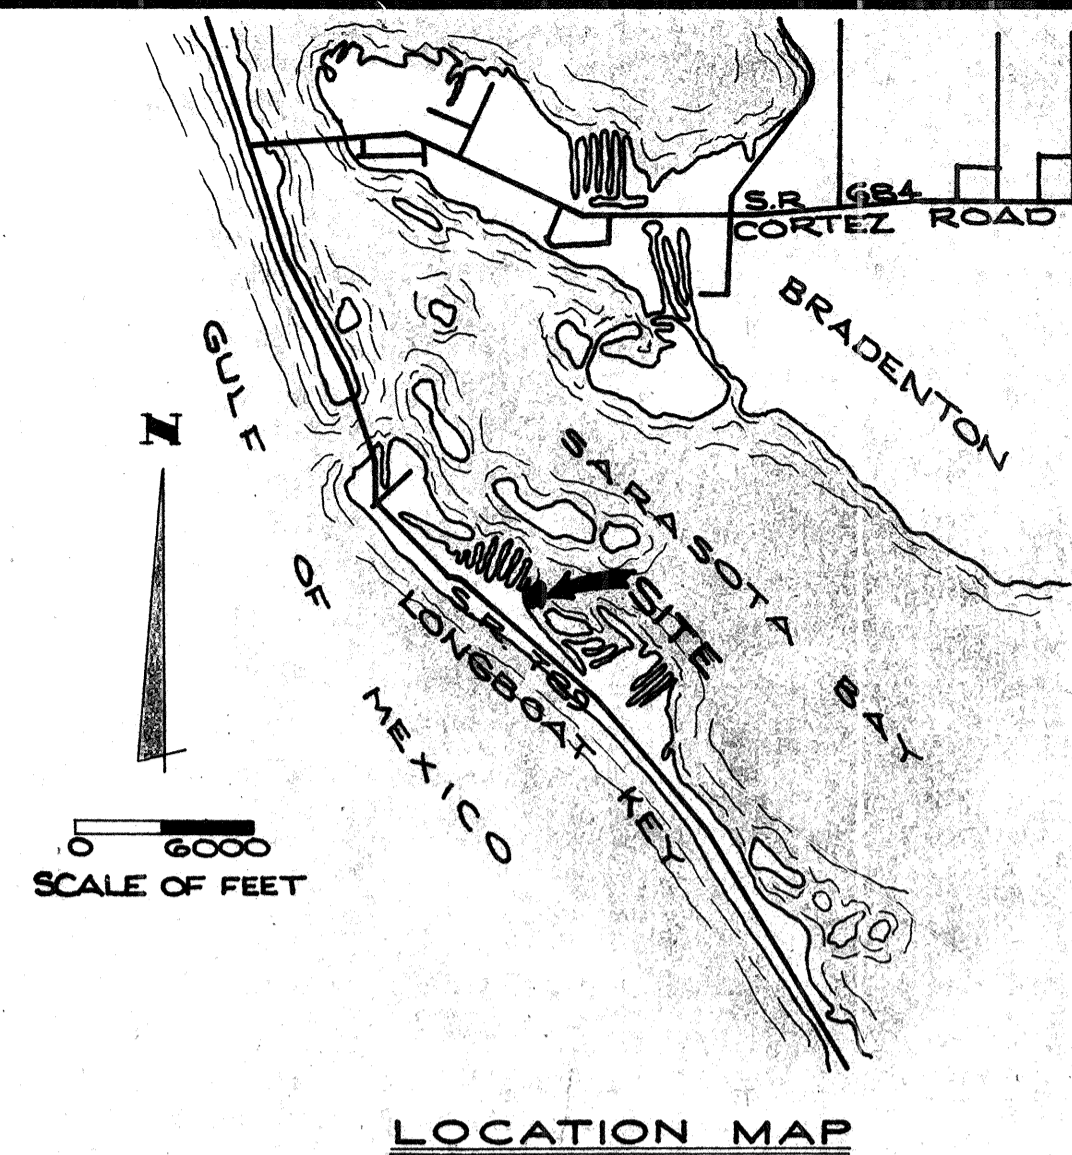 S.R 684
CORTEZ ROAD
BRADENTON
GULF
OF
MEXICO
N
SARASOTA
BAY
SITE
S.R. 789
LONGBOAT
KEY
0 6000
SCALE OF FEET
LOCATION MAP